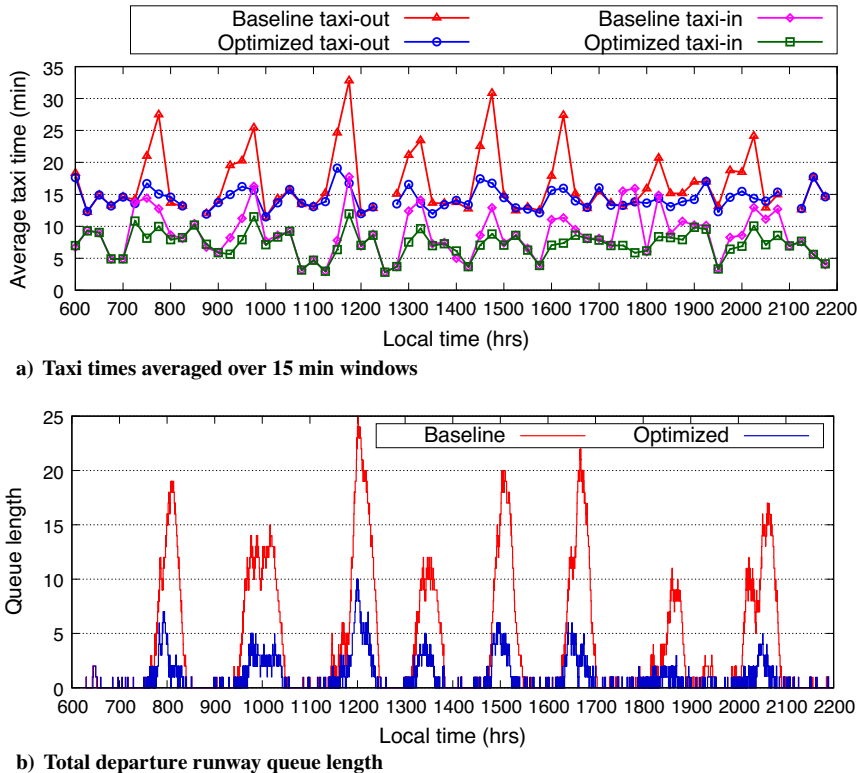 Baseline taxi-out Baseline taxi-in
Optimized taxi-out Optimized taxi-in
Average taxi time (min)
35
30
25
20
15
10
5
0
600 700 800 900 1000 1100 1200 1300 1400 1500 1600 1700 1800 1900 2000 2100 2200
Local time (hrs)
a) Taxi times averaged over 15 min windows
Baseline Optimized
Queue length
25
20
15
10
5
0
600 700 800 900 1000 1100 1200 1300 1400 1500 1600 1700 1800 1900 2000 2100 2200
Local time (hrs)
b) Total departure runway queue length